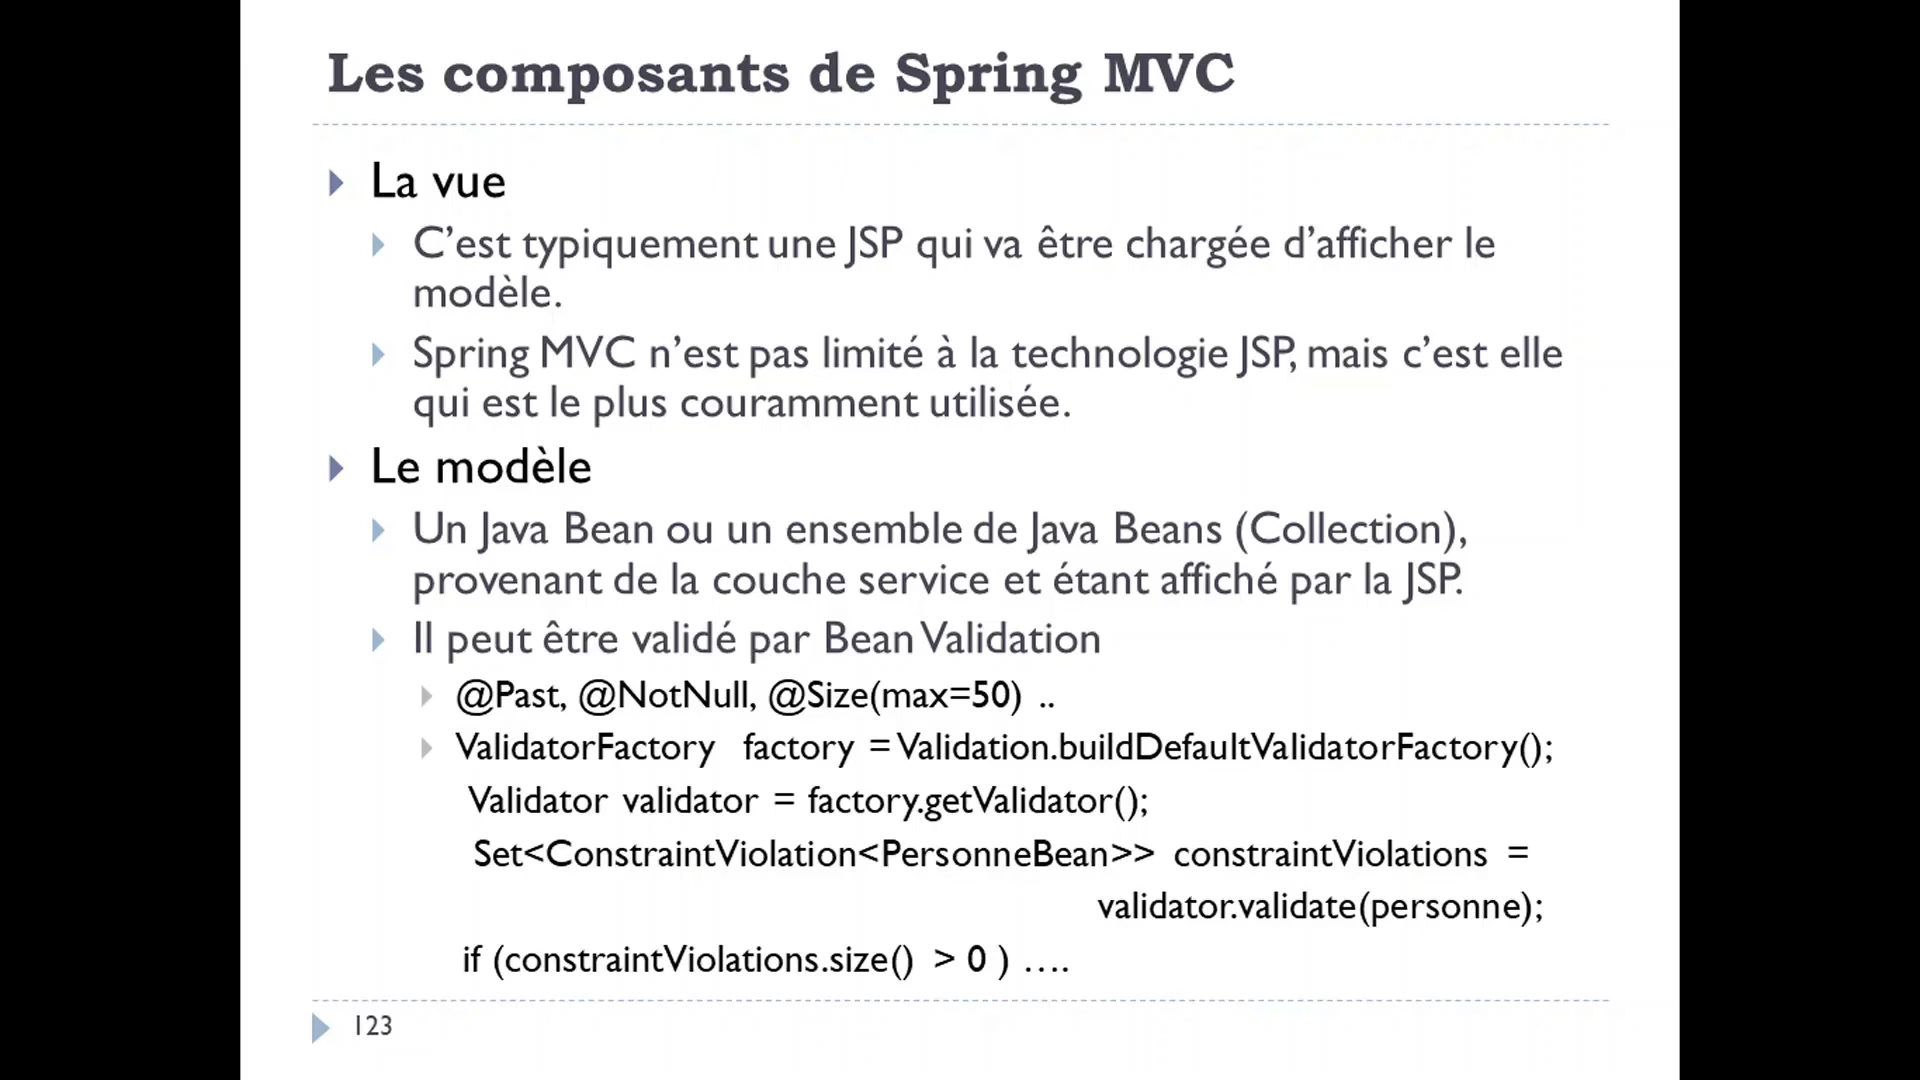 Les composants de Spring MVC
La vue
C’est typiquement une JSP qui va être chargée d’afficher le
modèle.
Spring MVC n’est pas limité à la technologie JSP, mais c’est elle
qui est le plus couramment utilisée.
Le modèle
Un Java Bean ou un ensemble de Java Beans (Collection),
provenant de la couche service et étant affiché par la JSP.
Il peut être validé par Bean Validation
@Past, @NotNull, @Size(max=50) ..
ValidatorFactory factory = Validation.buildDefaultValidatorFactory();
Validator validator = factory.getValidator();
Set<ConstraintViolation<PersonneBean>> constraintViolations =
validator.validate(personne);
if (constraintViolations.size() > 0 ) ….
123